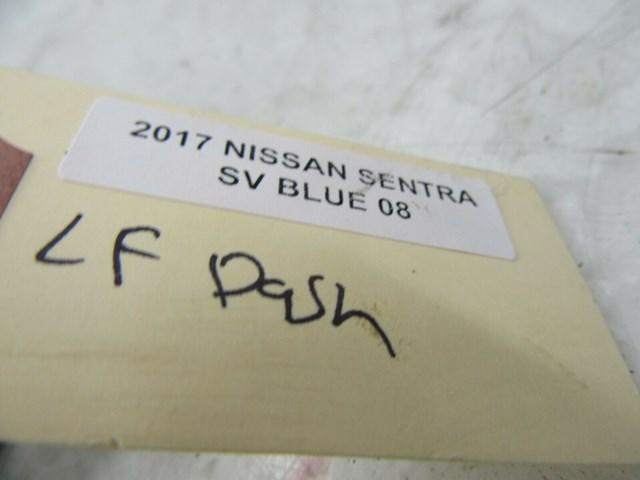 2017 NISSAN SENTRA
SV BLUE 08
LF Dash